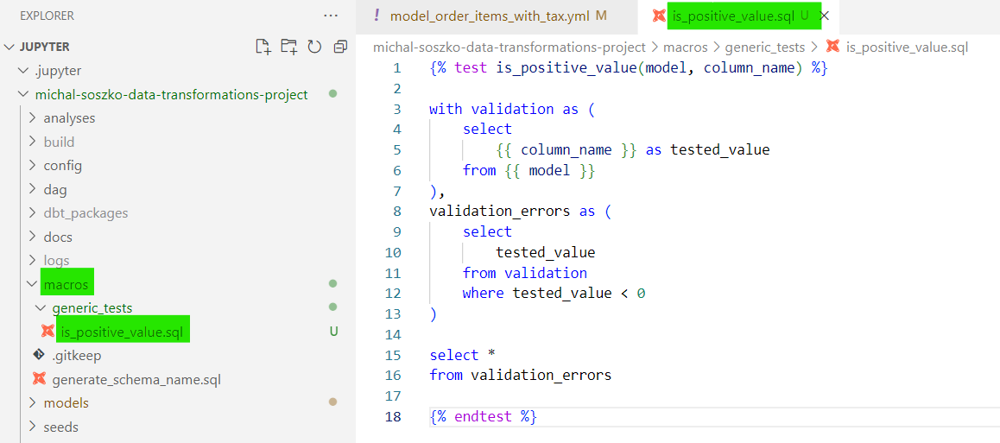 EXPLORER ...
JUPYTER
.jupyter
michal-soszko-data-transformations-project
analyses
build
config
dag
dbt_packages
docs
logs
macros
generic_tests
is_positive_value.sql U
.gitkeep
generate_schema_name.sql
models
seeds
! model_order_items_with_tax.yml M
is_positive_value.sql U
michal-soszko-data-transformations-project > macros > generic_tests > is_positive_value.sql
1 {% test is_positive_value(model, column_name) %}
2
3 with validation as (
4 select
5 {{ column_name }} as tested_value
6 from {{ model }}
7 ),
8 validation_errors as (
9 select
10 tested_value
11 from validation
12 where tested_value < 0
13 )
14
15 select *
16 from validation_errors
17
18 {% endtest %}